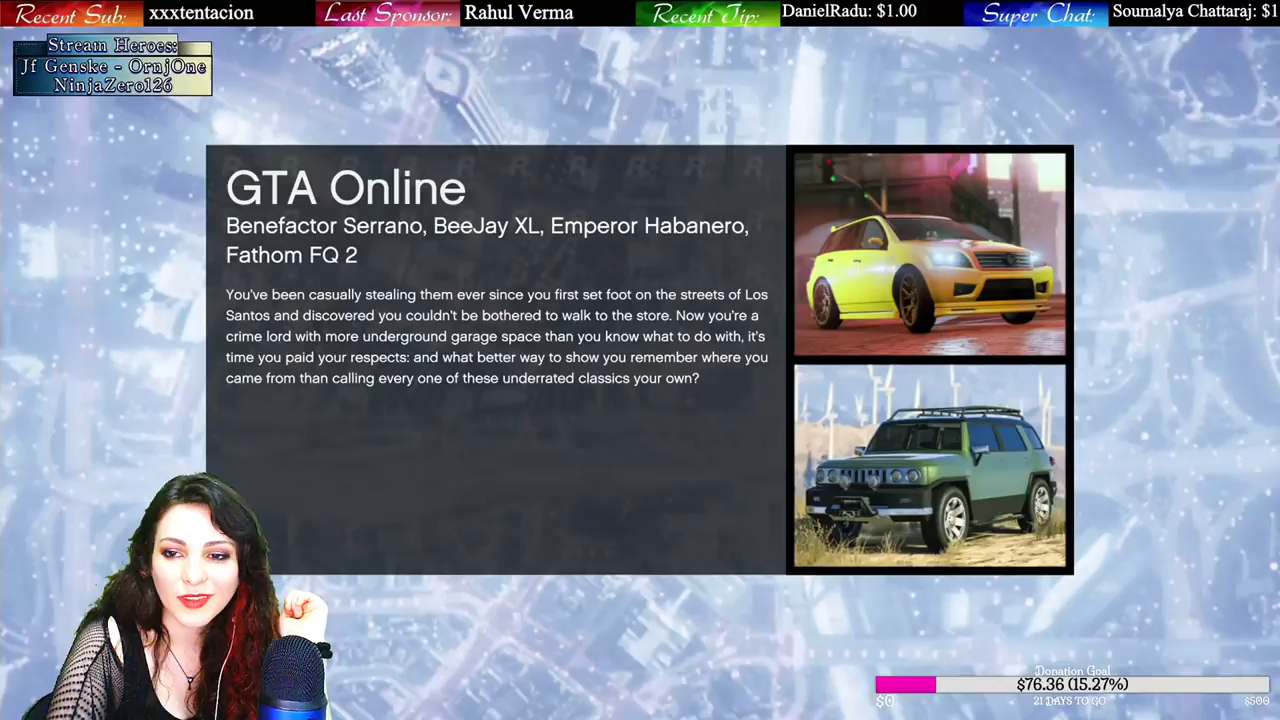 Recent Sub: xxxtentacion Last Sponsor: Rahul Verma Recent Tip: DanielRadu: $1.00 Super Chat: Soumalya Chattaraj: $1
Stream Heroes:
Jf Genske - OrnjOne
NinjaZero126
GTA Online
Benefactor Serrano, BeeJay XL, Emperor Habanero,
Fathom FQ 2
You've been casually stealing them ever since you first set foot on the streets of Los
Santos and discovered you couldn't be bothered to walk to the store. Now you're a
crime lord with more underground garage space than you know what to do with, it's
time you paid your respects: and what better way to show you remember where you
came from than calling every one of these underrated classics your own?
Donation Goal
$76.36 (15.27%)
$0 21 DAYS TO GO $500